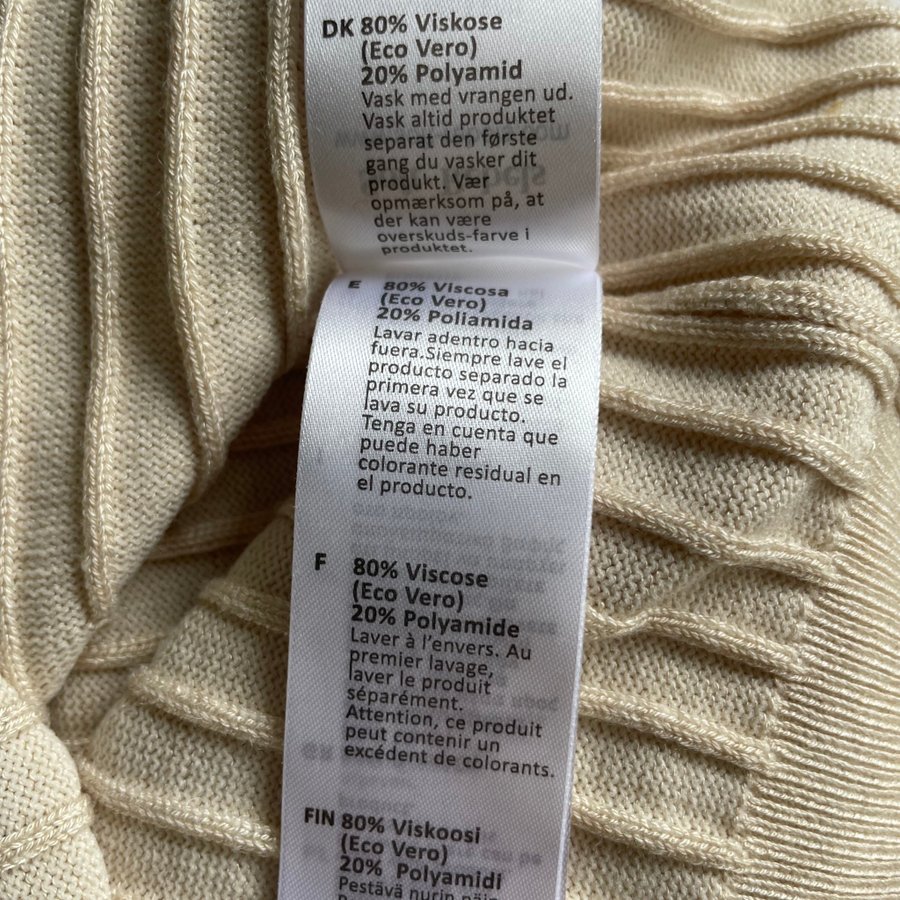 DK 80% Viskose
(Eco Vero)
20% Polyamid
Vask med vrangen ud.
Vask altid produktet
separat den første
gang du vasker dit
produkt. Vær
opmærksom på, at
der kan være
overskuds-farve i
produktet.
E 80% Viscosa
(Eco Vero)
20% Poliamida
Lavar adentro hacia
fuera.Siempre lave el
producto separado la
primera vez que se
lava su producto.
Tenga en cuenta que
puede haber
colorante residual en
el producto.
F 80% Viscose
(Eco Vero)
20% Polyamide
Laver à l'envers. Au
premier lavage,
laver le produit
séparément.
Attention, ce produit
peut contenir un
excédent de colorants.
FIN 80% Viskoosi
(Eco Vero)
20% Polyamidi
Pestävä nurin